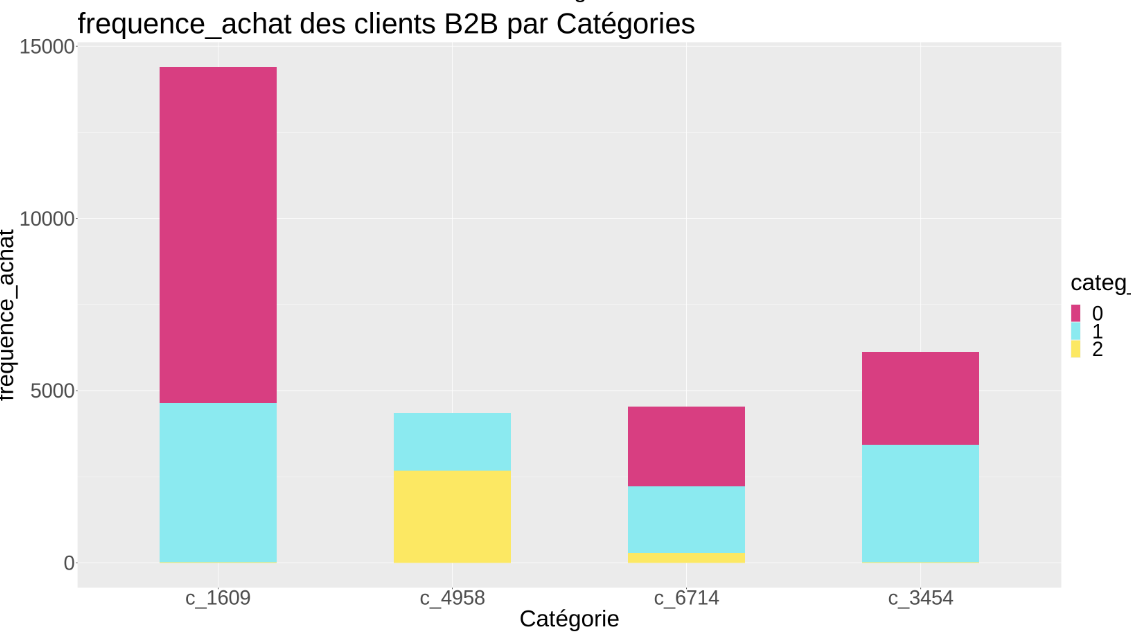 frequence_achat des clients B2B par Catégories
15000
10000
5000
0
frequence_achat
c_1609
c_4958
c_6714
c_3454
Catégorie
categ_
0
1
2